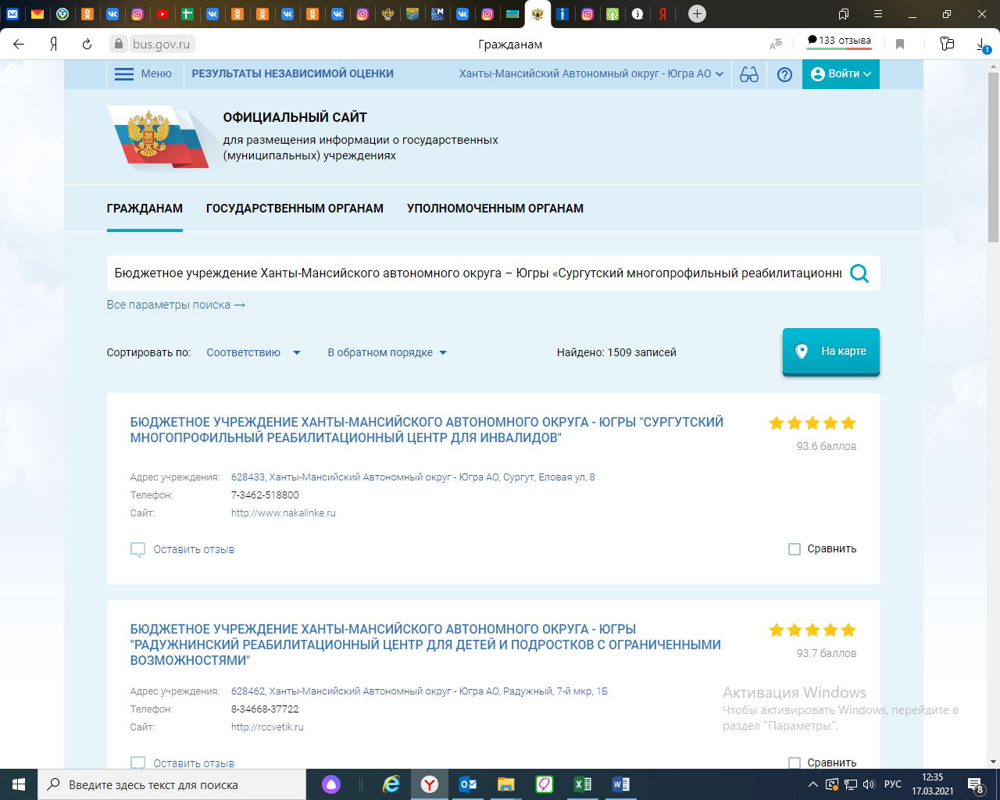 bus.gov.ru
Гражданам
133 отзыва
1
Меню
РЕЗУЛЬТАТЫ НЕЗАВИСИМОЙ ОЦЕНКИ
Ханты-Мансийский Автономный округ - Югра АО
Войти
ОФИЦИАЛЬНЫЙ САЙТ
для размещения информации о государственных
(муниципальных) учреждениях
ГРАЖДАНАМ
ГОСУДАРСТВЕННЫМ ОРГАНАМ
УПОЛНОМОЧЕННЫМ ОРГАНАМ
Бюджетное учреждение Ханты-Мансийского автономного округа – Югры «Сургутский многопрофильный реабилитационн
Все параметры поиска →
Сортировать по:
Соответствию
В обратном порядке
Найдено: 1509 записей
На карте
БЮДЖЕТНОЕ УЧРЕЖДЕНИЕ ХАНТЫ-МАНСИЙСКОГО АВТОНОМНОГО ОКРУГА - ЮГРЫ "СУРГУТСКИЙ
МНОГОПРОФИЛЬНЫЙ РЕАБИЛИТАЦИОННЫЙ ЦЕНТР ДЛЯ ИНВАЛИДОВ"
93.6 баллов
Адрес учреждения: 628433, Ханты-Мансийский Автономный округ - Югра АО, Сургут, Еловая ул, 8
Телефон: 7-3462-518800
Сайт: http://www.nakalinke.ru
Оставить отзыв
Сравнить
БЮДЖЕТНОЕ УЧРЕЖДЕНИЕ ХАНТЫ-МАНСИЙСКОГО АВТОНОМНОГО ОКРУГА - ЮГРЫ
"РАДУЖНИНСКИЙ РЕАБИЛИТАЦИОННЫЙ ЦЕНТР ДЛЯ ДЕТЕЙ И ПОДРОСТКОВ С ОГРАНИЧЕННЫМИ
ВОЗМОЖНОСТЯМИ"
93.7 баллов
Адрес учреждения: 628462, Ханты-Мансийский Автономный округ - Югра АО, Радужный, 7-й мкр, 1Б
Телефон: 8-34668-37722
Сайт: http://rccvetik.ru
Оставить отзыв
Сравнить
Активация Windows
Чтобы активировать Windows, перейдите в
раздел "Параметры".
Введите здесь текст для поиска
РУС
12:35
17.03.2021
8